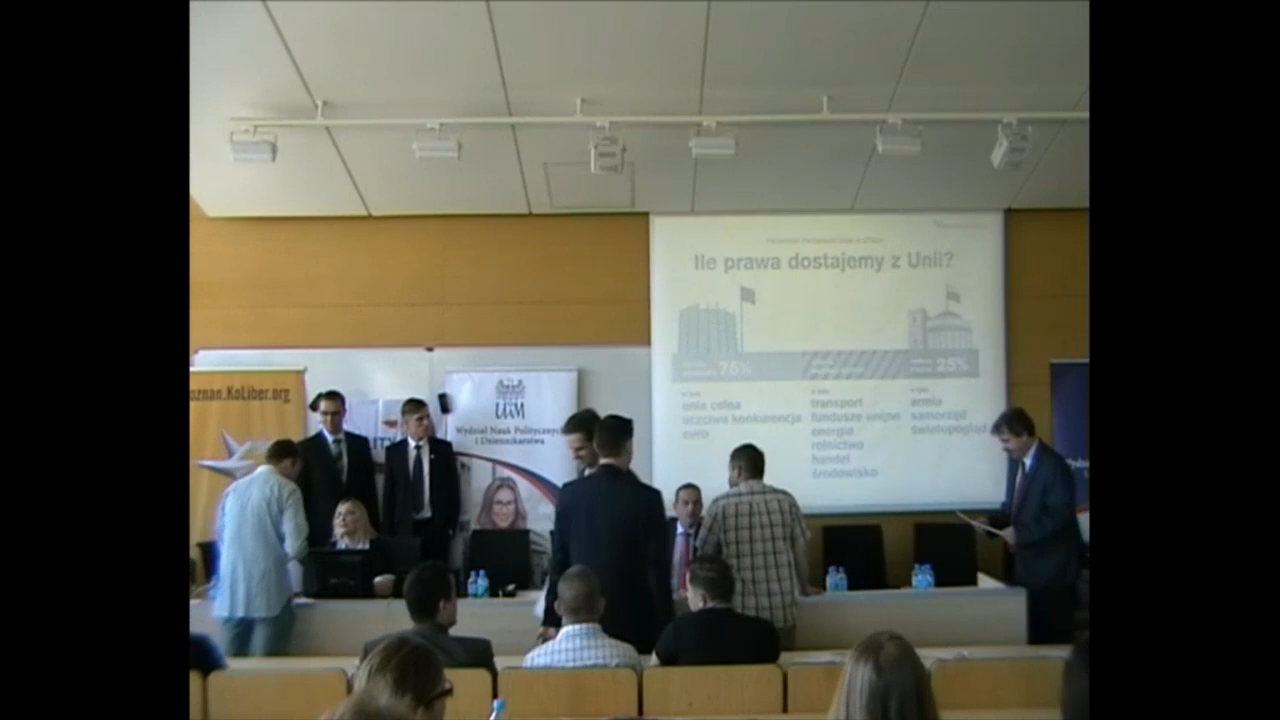 Ile prawa dostajemy z Unii?
75%
25%
unia celna
uczciwa konkurencja
euro
transport
fundusze unijne
energia
rolnictwo
handel
środowisko
armia
samorząd
światopogląd
oznan.KoLiber.org
Wydział Nauk Politycznych
i Dziennikarstwa